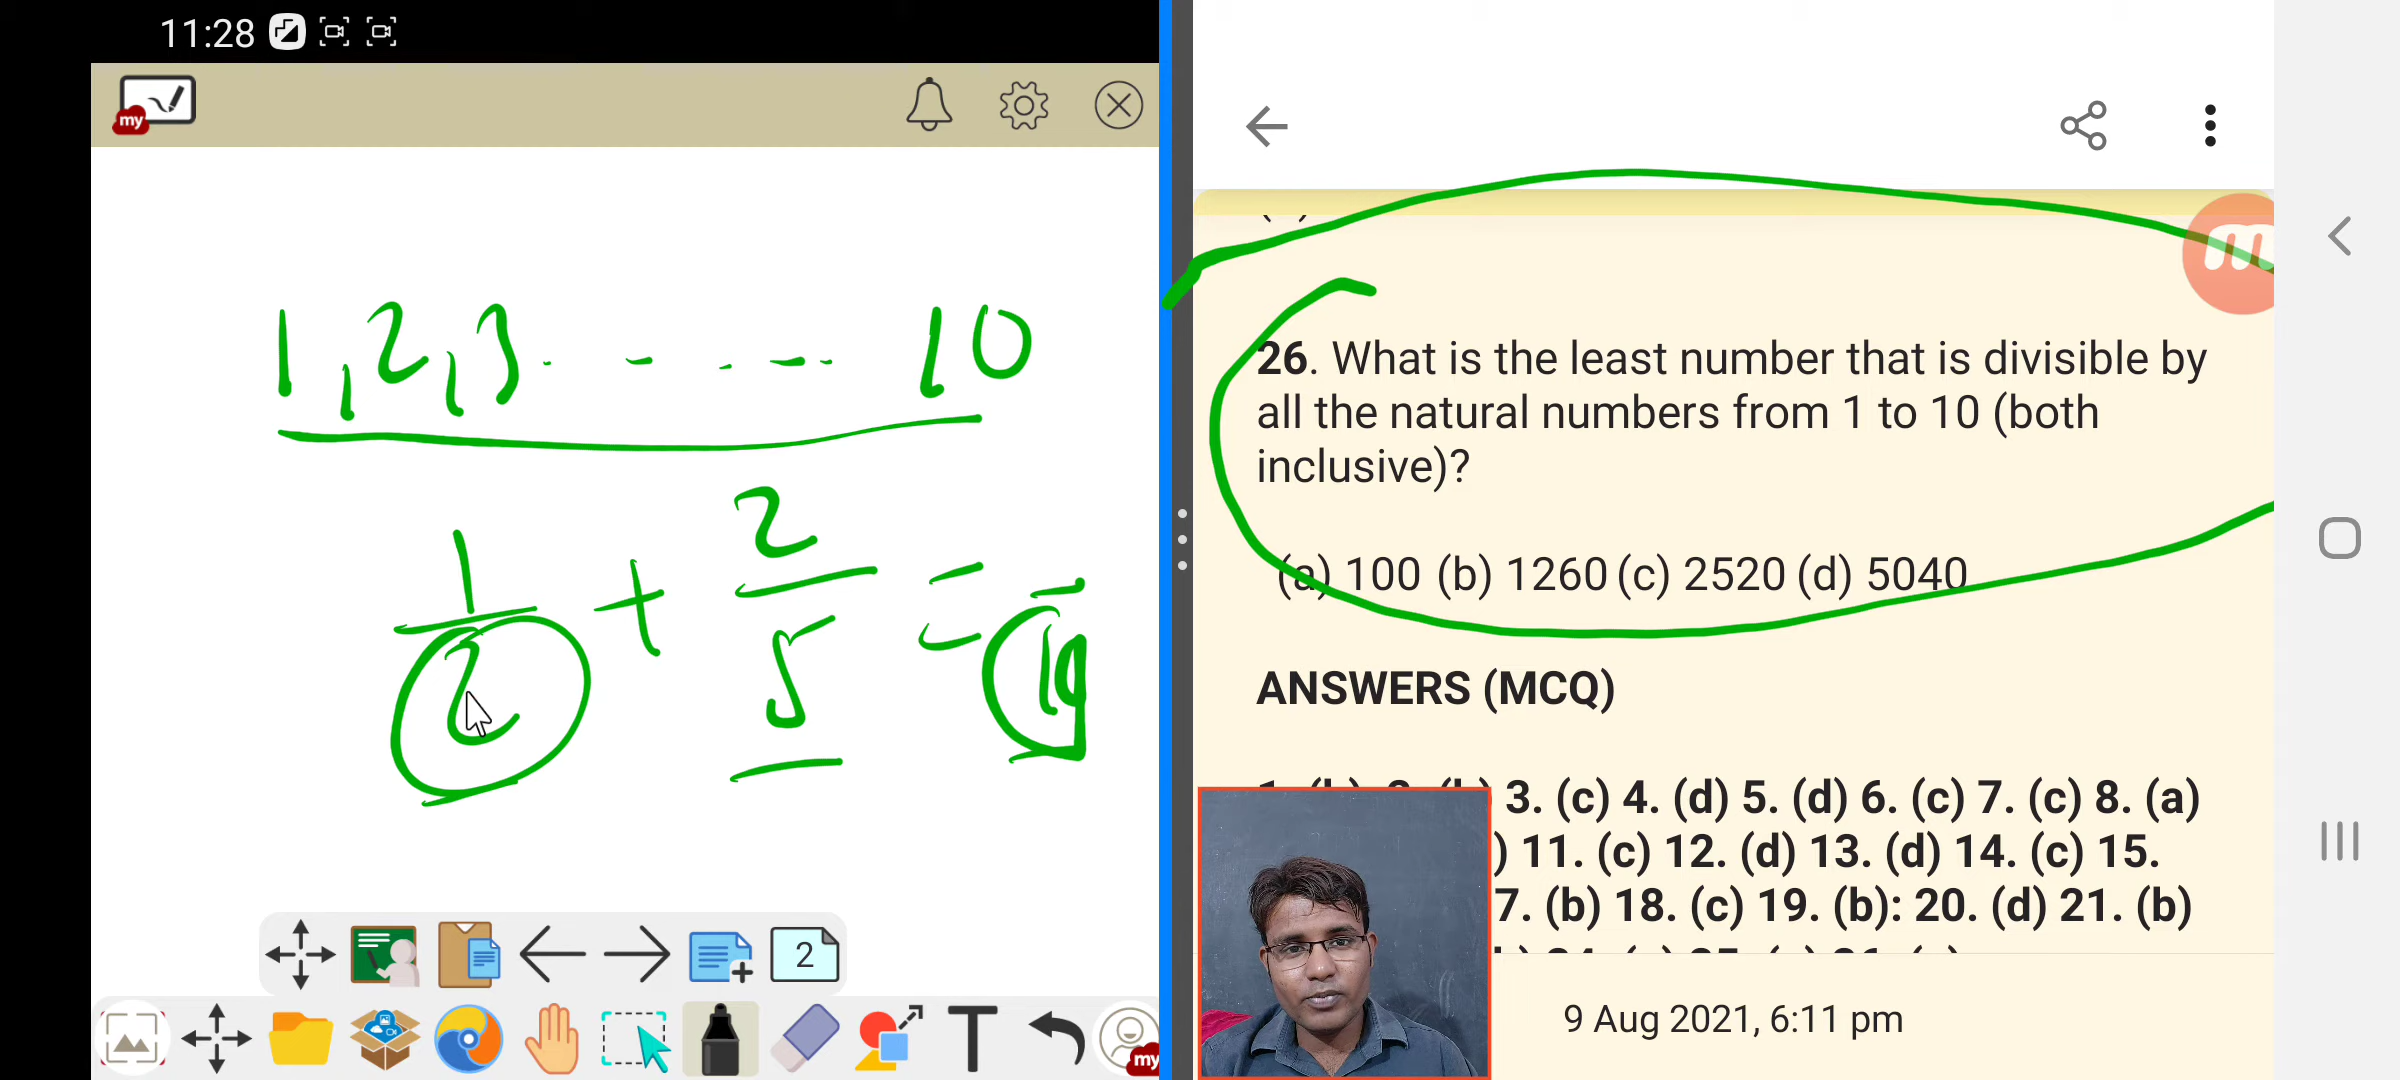 11:28
my
1, 2, 3 . - . -- .. 10
1/2 + 2/5 = -/10
26. What is the least number that is divisible by
all the natural numbers from 1 to 10 (both
inclusive)?
(a) 100 (b) 1260 (c) 2520 (d) 5040
ANSWERS (MCQ)
3. (c) 4. (d) 5. (d) 6. (c) 7. (c) 8. (a)
) 11. (c) 12. (d) 13. (d) 14. (c) 15.
7. (b) 18. (c) 19. (b): 20. (d) 21. (b)
9 Aug 2021, 6:11 pm
2
T
my